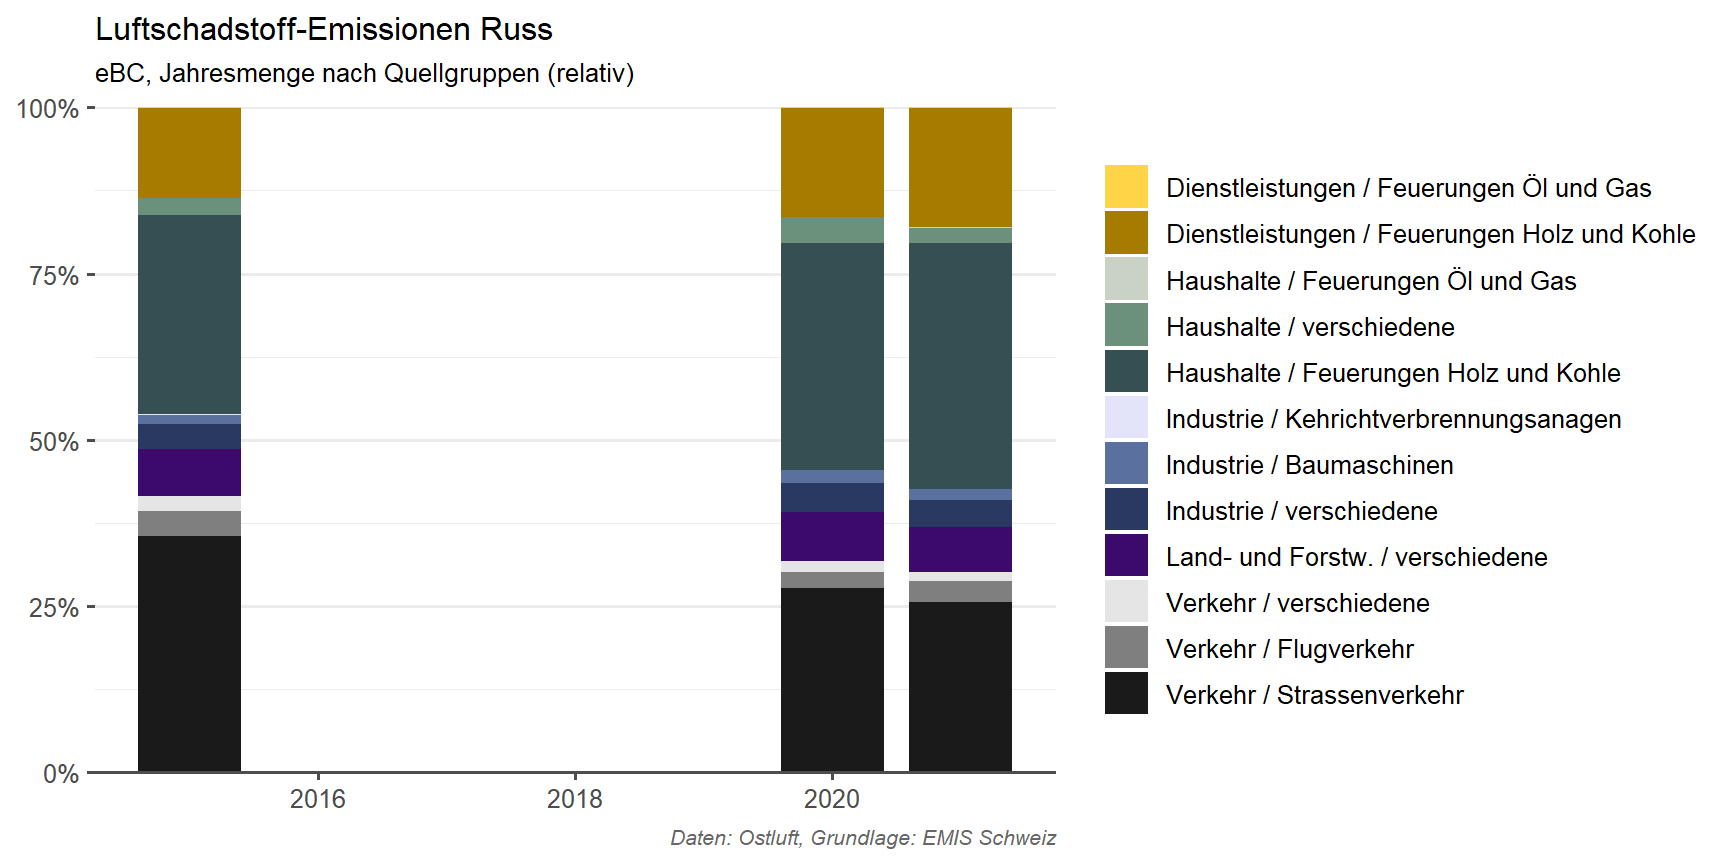 Luftschadstoff-Emissionen Russ
eBC, Jahresmenge nach Quellgruppen (relativ)
100%
75%
50%
25%
0%
2016
2018
2020
Dienstleistungen / Feuerungen Öl und Gas
Dienstleistungen / Feuerungen Holz und Kohle
Haushalte / Feuerungen Öl und Gas
Haushalte / verschiedene
Haushalte / Feuerungen Holz und Kohle
Industrie / Kehrichtverbrennungsanagen
Industrie / Baumaschinen
Industrie / verschiedene
Land- und Forstw. / verschiedene
Verkehr / verschiedene
Verkehr / Flugverkehr
Verkehr / Strassenverkehr
Daten: Ostluft, Grundlage: EMIS Schweiz